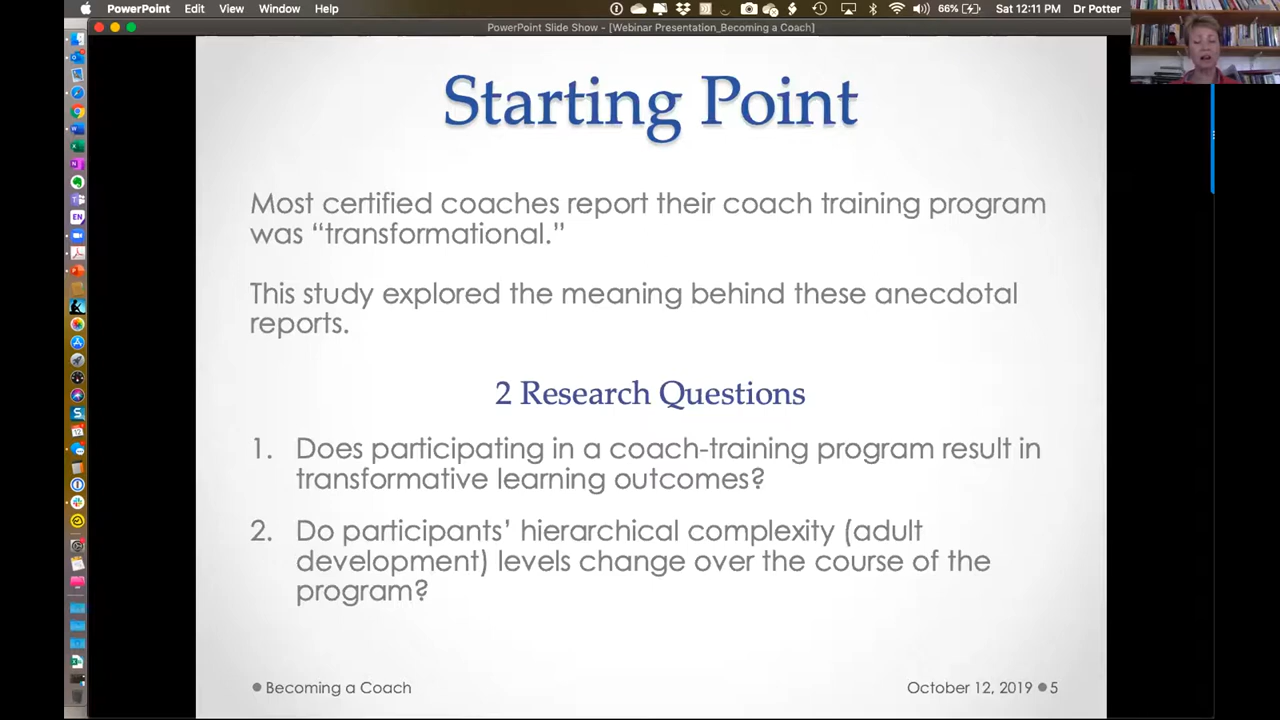 PowerPoint Edit View Window Help 66% Sat 12:11 PM Dr Potter
PowerPoint Slide Show - [Webinar Presentation_Becoming a Coach]
Starting Point
Most certified coaches report their coach training program
was “transformational.”
This study explored the meaning behind these anecdotal
reports.
2 Research Questions
1. Does participating in a coach-training program result in
transformative learning outcomes?
2. Do participants’ hierarchical complexity (adult
development) levels change over the course of the
program?
Becoming a Coach October 12, 2019 5